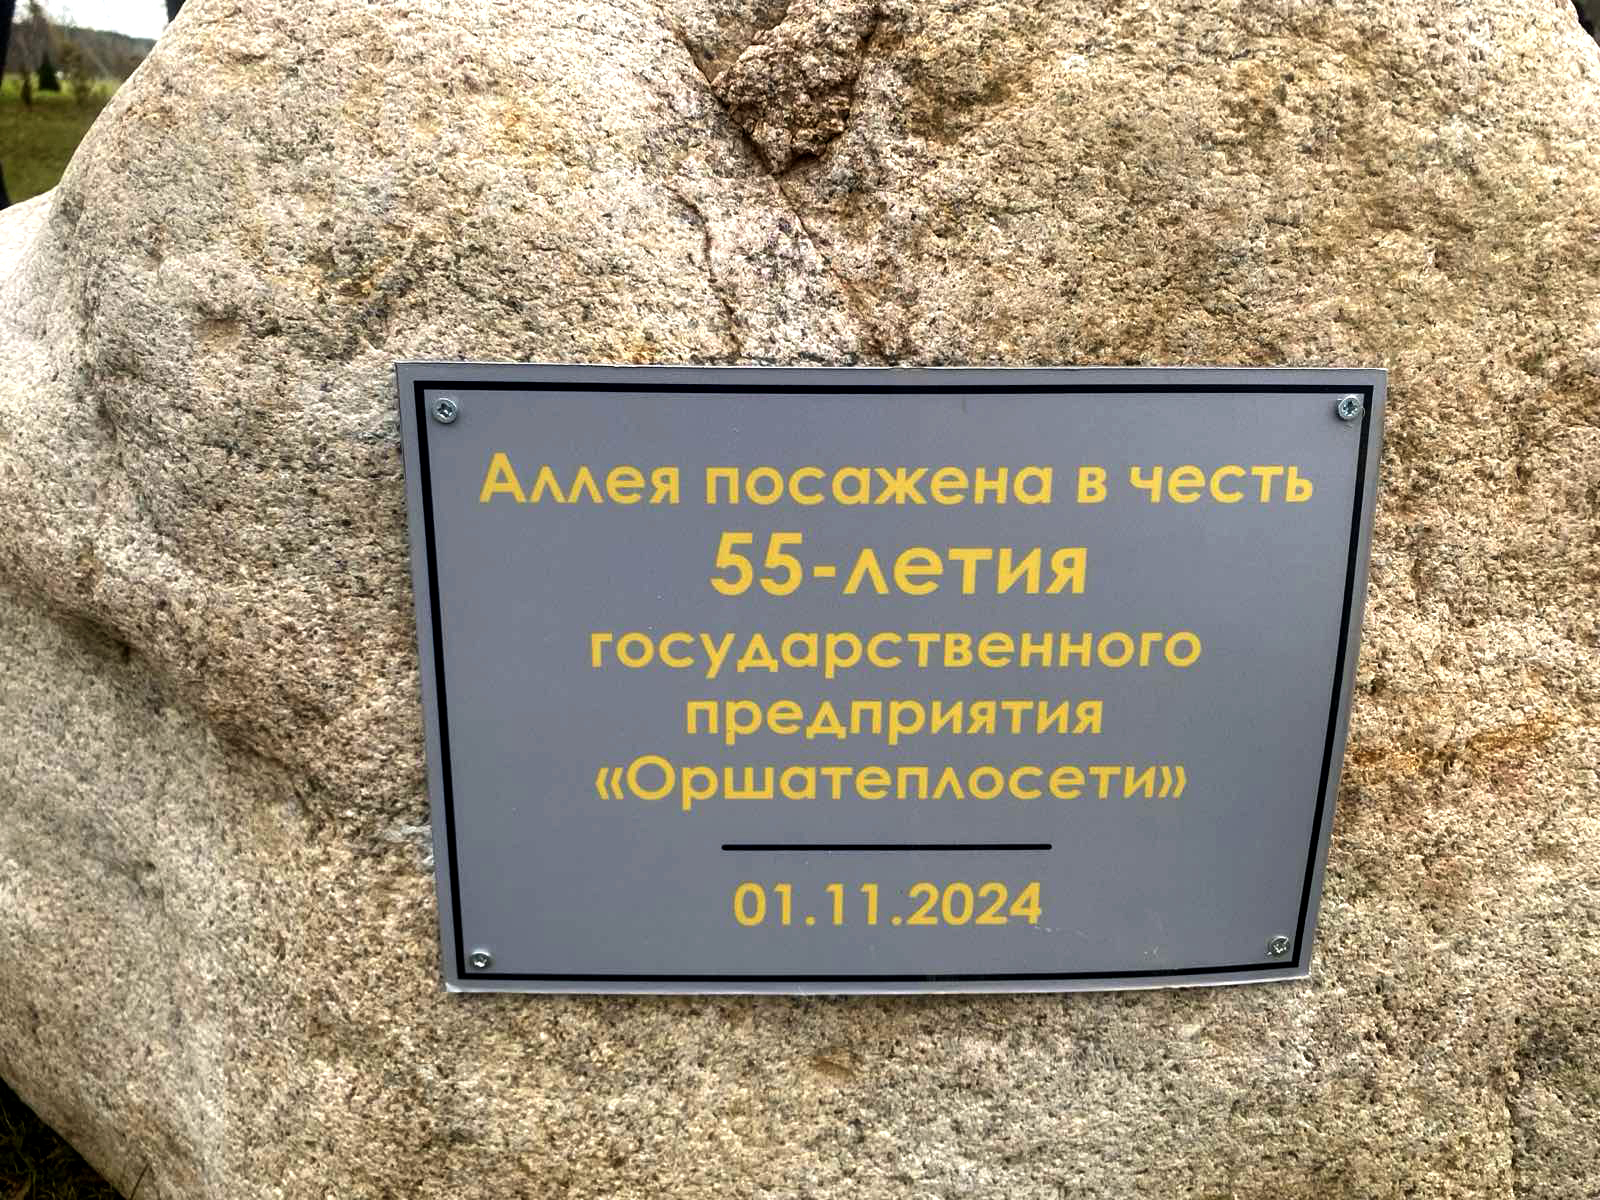 Аллея посажена в честь
55-летия
государственного
предприятия
«Оршатеплосети»
01.11.2024